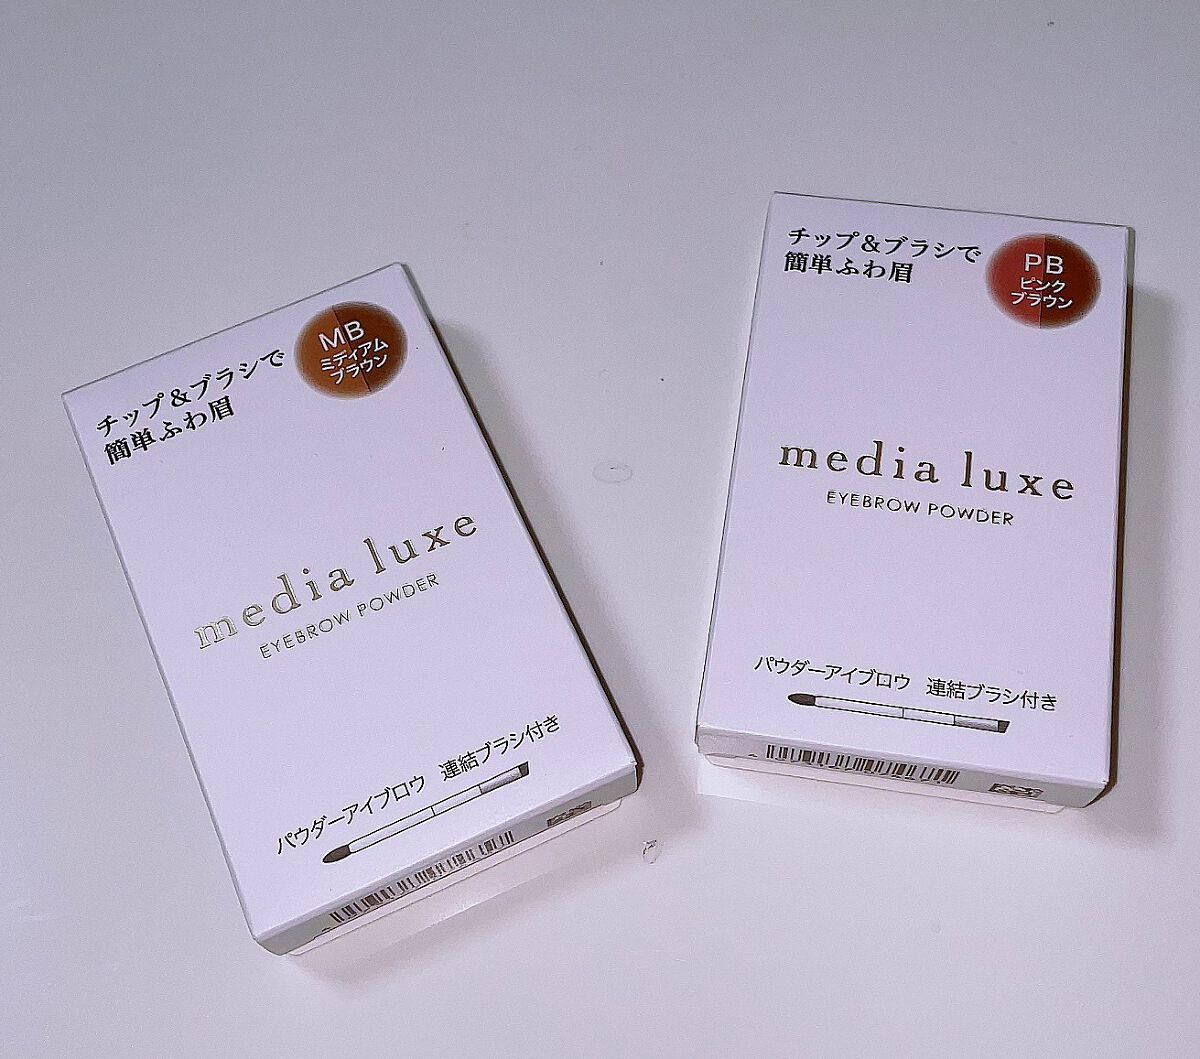 チップ&ブラシで
簡単ふわ眉
MB
ミディアム
ブラウン
media luxe
EYEBROW POWDER
パウダーアイブロウ 連結ブラシ付き
チップ&ブラシで
簡単ふわ眉
PB
ピンク
ブラウン
media luxe
EYEBROW POWDER
パウダーアイブロウ 連結ブラシ付き